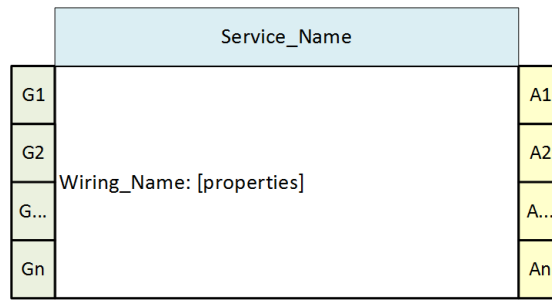 Service_Name
G1
A1
G2
A2
Wiring_Name: [properties]
G...
A...
Gn
An